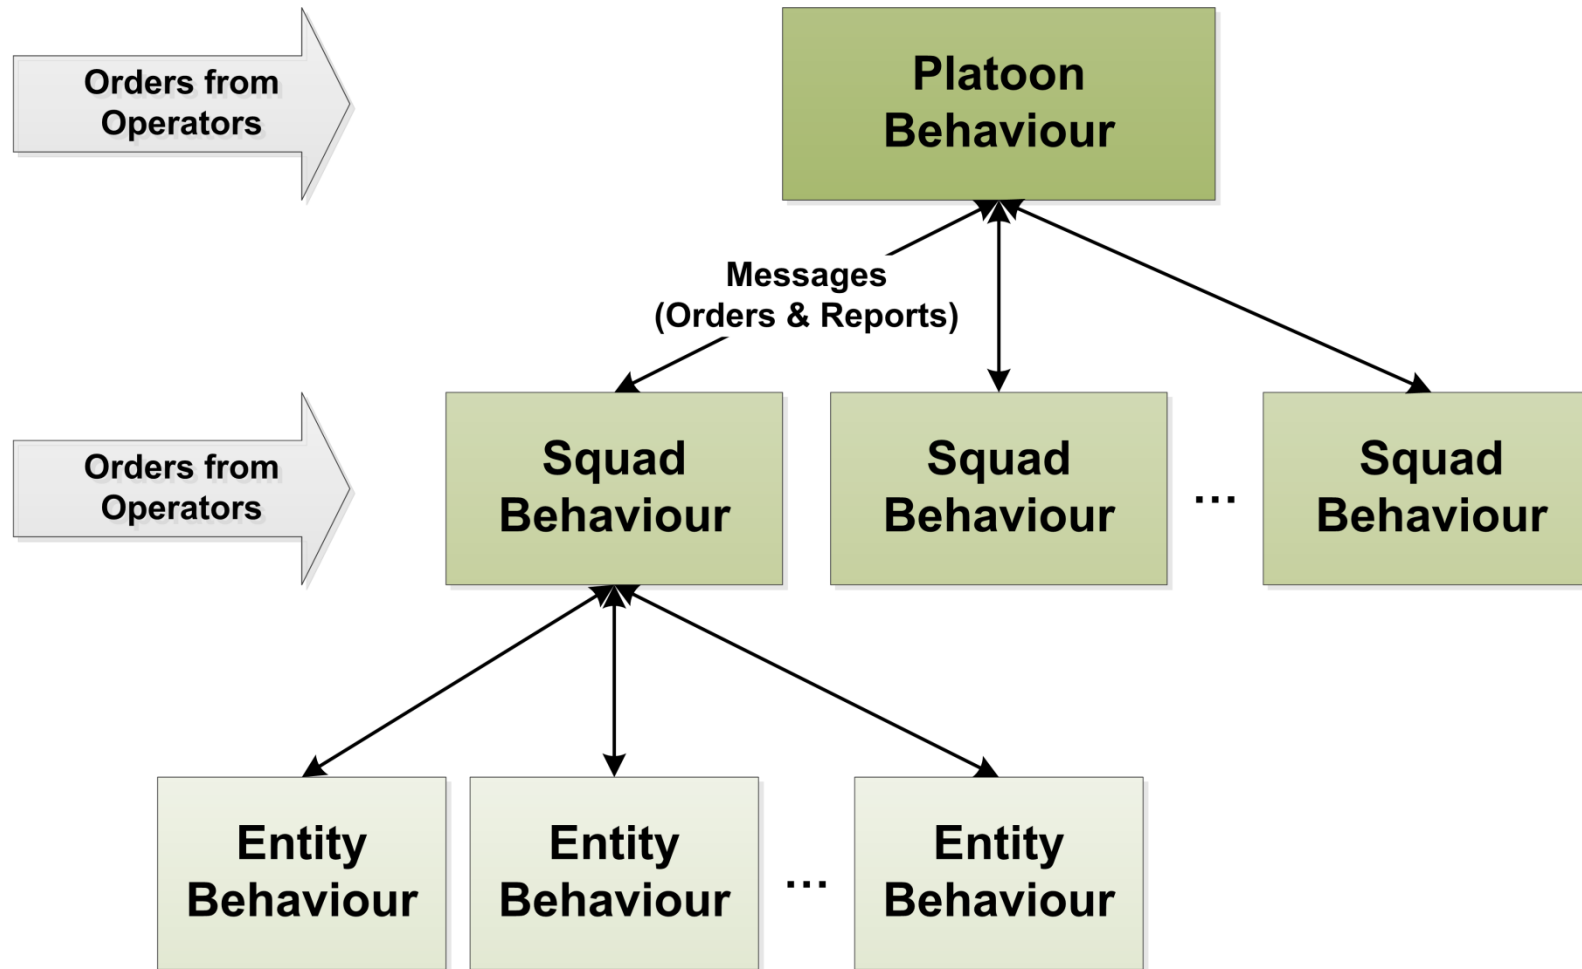 Orders from
Operators
Platoon
Behaviour
Messages
(Orders & Reports)
Orders from
Operators
Squad
Behaviour
Squad
Behaviour
...
Squad
Behaviour
Entity
Behaviour
Entity
Behaviour
...
Entity
Behaviour